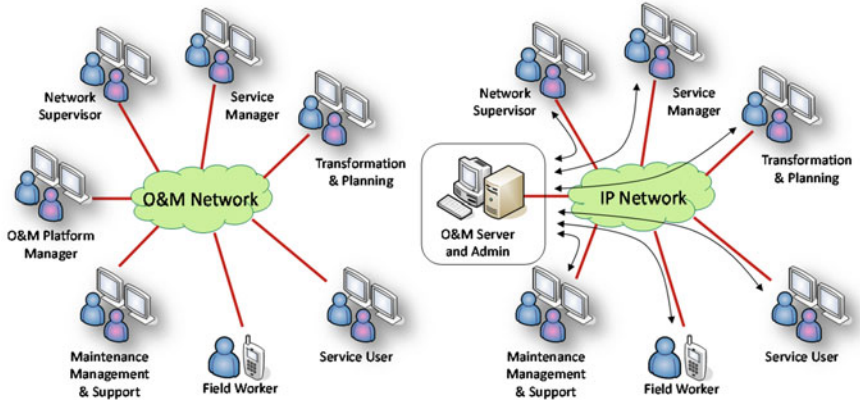 Network
Supervisor
Service
Manager
Transformation
& Planning
O&M Network
O&M Platform
Manager
Maintenance
Management
& Support
Field Worker
Service User
Network
Supervisor
Service
Manager
Transformation
& Planning
IP Network
O&M Server
and Admin
Maintenance
Management
& Support
Field Worker
Service User